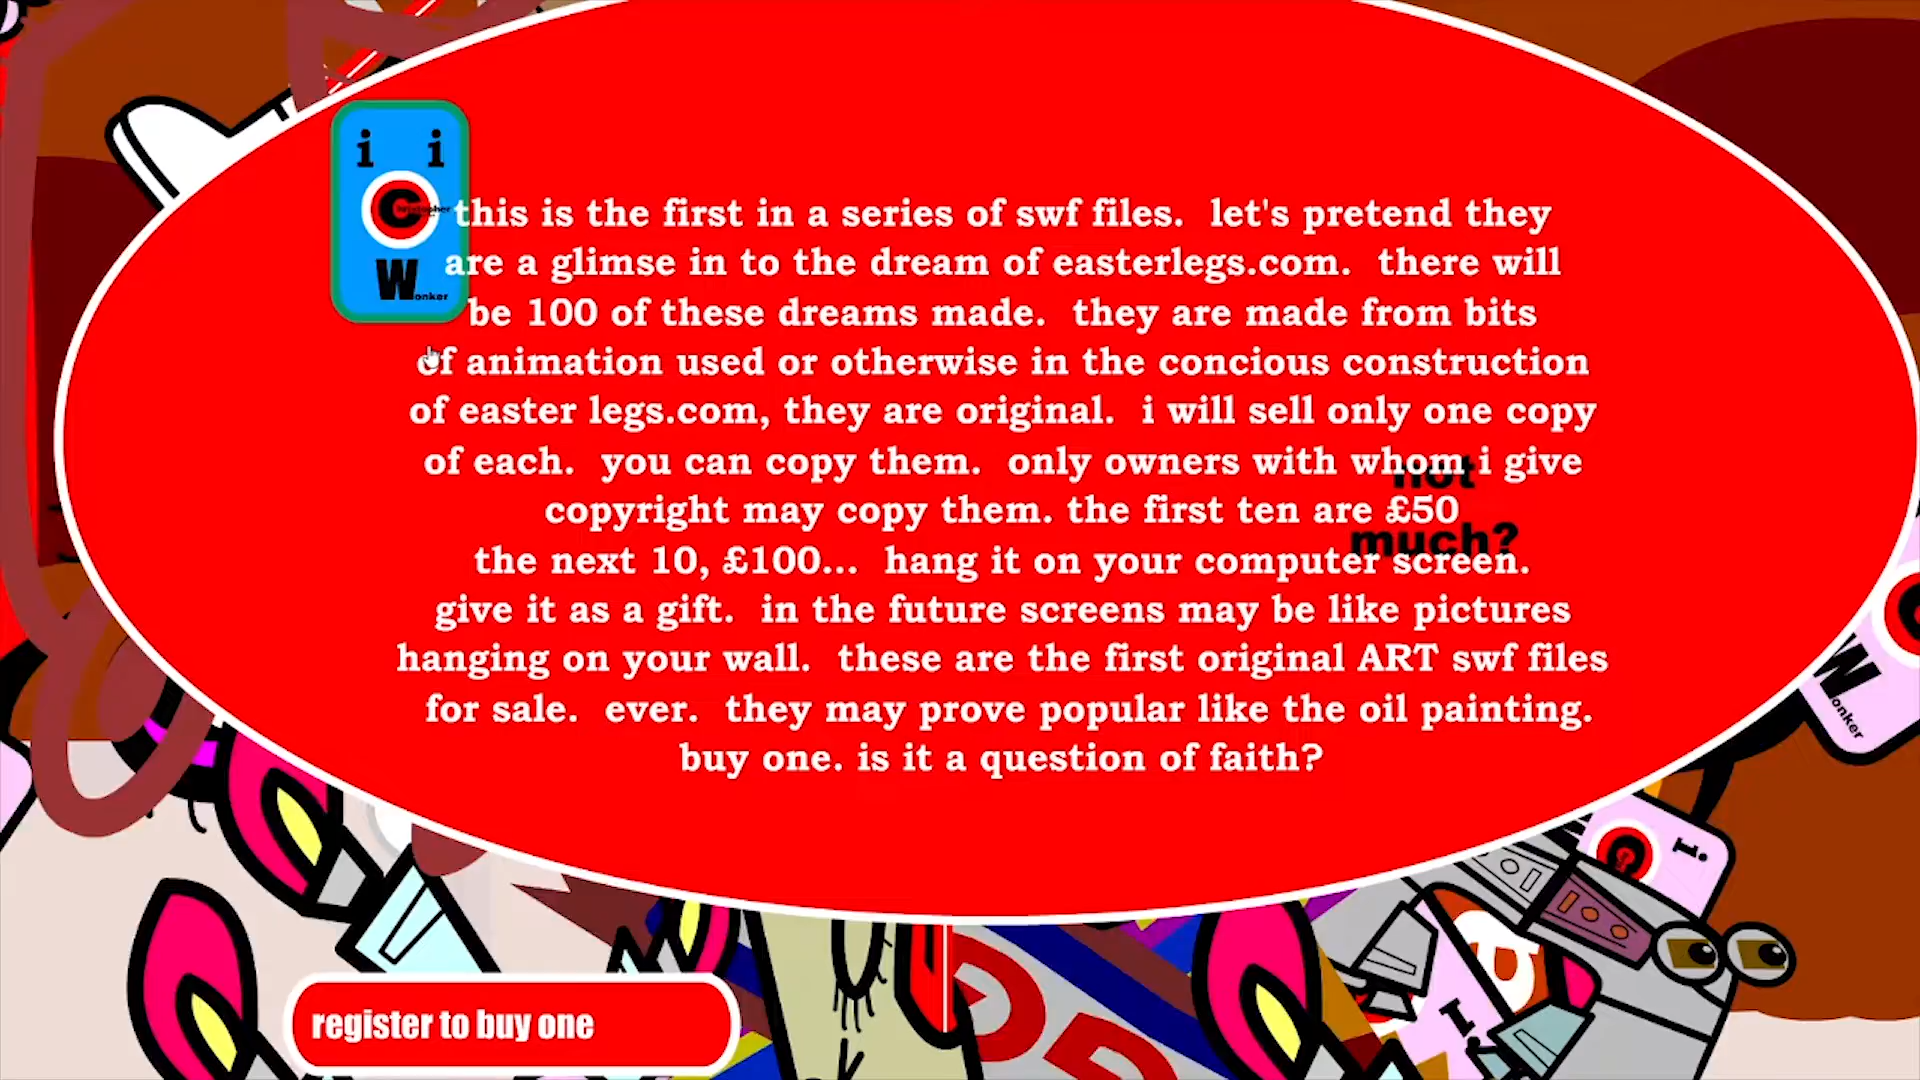 i i
C
Wonker
this is the first in a series of swf files.  let's pretend they
are a glimse in to the dream of easterlegs.com.  there will
be 100 of these dreams made.  they are made from bits
of animation used or otherwise in the concious construction
of easter legs.com, they are original.  i will sell only one copy
of each.  you can copy them.  only owners with whom i give
not
copyright may copy them. the first ten are £50
much?
the next 10, £100...  hang it on your computer screen.
give it as a gift.  in the future screens may be like pictures
hanging on your wall.  these are the first original ART swf files
for sale.  ever.  they may prove popular like the oil painting.
buy one. is it a question of faith?
Wonker
register to buy one